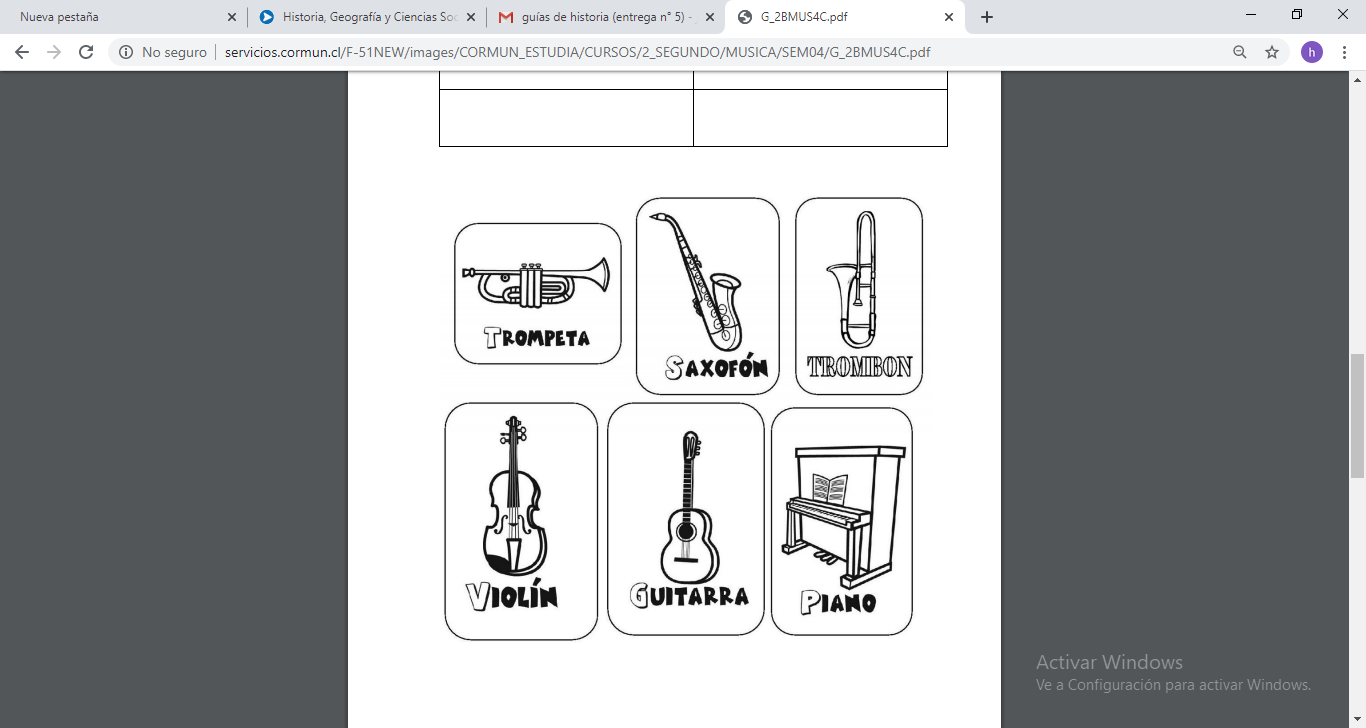 Nueva pestaña
Historia, Geografía y Ciencias Soc
guías de historia (entrega n° 5) -
G_2BMUS4C.pdf
No seguro
servicios.cormun.cl/F-51NEW/images/CORMUN_ESTUDIA/CURSOS/2_SEGUNDO/MUSICA/SEM04/G_2BMUS4C.pdf
h
TROMPETA
SAXOFÓN
TROMBON
VIOLÍN
GUITARRA
PIANO
Activar Windows
Ve a Configuración para activar Windows.